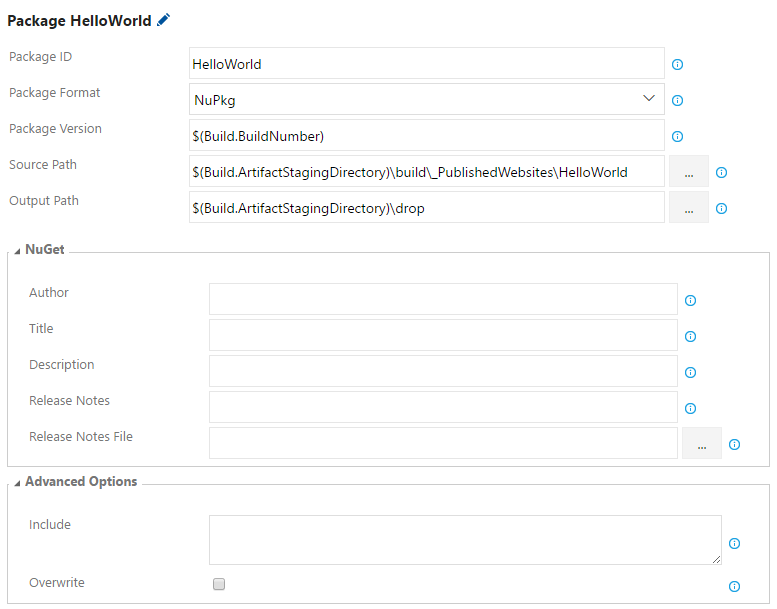 Package HelloWorld
Package ID
HelloWorld
Package Format
NuPkg
Package Version
$(Build.BuildNumber)
Source Path
$(Build.ArtifactStagingDirectory)\build\_PublishedWebsites\HelloWorld
...
Output Path
$(Build.ArtifactStagingDirectory)\drop
...
NuGet
Author
Title
Description
Release Notes
Release Notes File
...
Advanced Options
Include
Overwrite